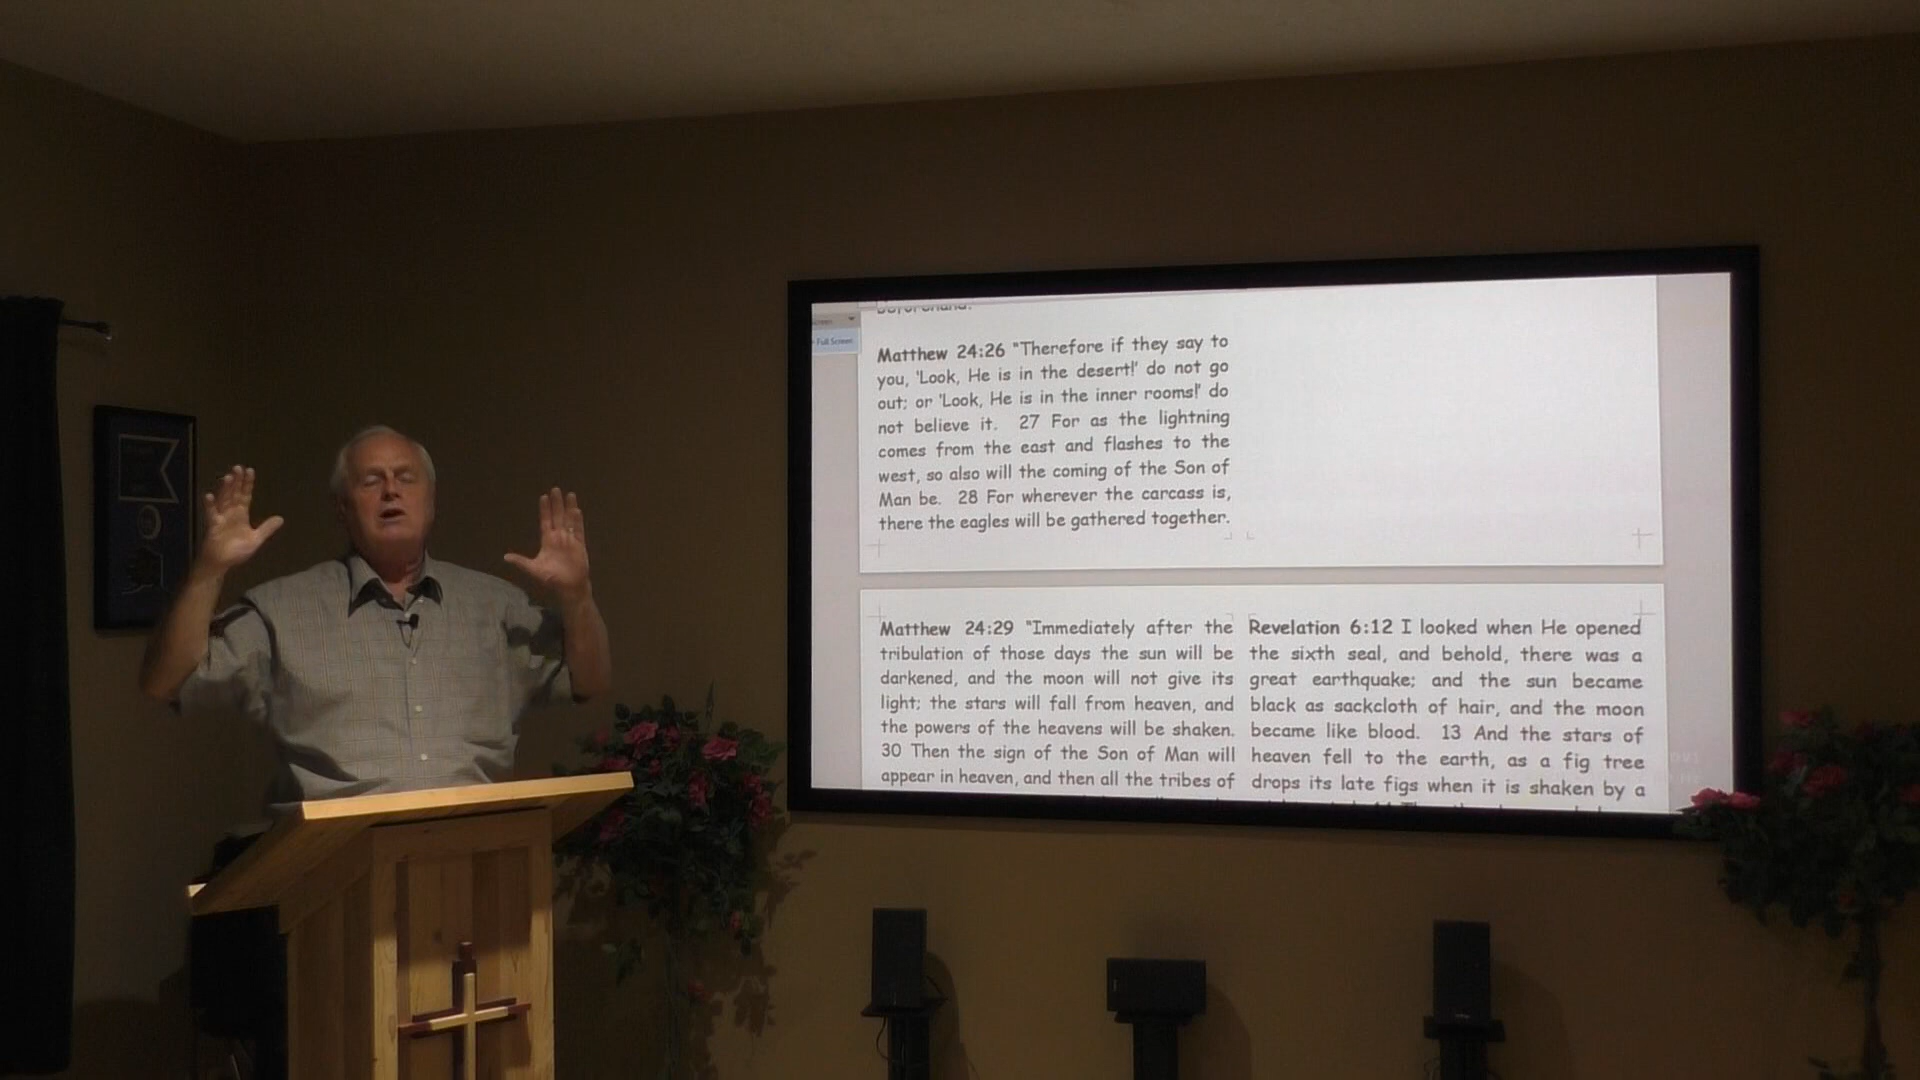 Full Screen
Matthew 24:26 "Therefore if they say to
you, 'Look, He is in the desert!' do not go
out; or 'Look, He is in the inner rooms!' do
not believe it. 27 For as the lightning
comes from the east and flashes to the
west, so also will the coming of the Son of
Man be. 28 For wherever the carcass is,
there the eagles will be gathered together.
Matthew 24:29 "Immediately after the
tribulation of those days the sun will be
darkened, and the moon will not give its
light; the stars will fall from heaven, and
the powers of the heavens will be shaken.
30 Then the sign of the Son of Man will
appear in heaven, and then all the tribes of
Revelation 6:12 I looked when He opened
the sixth seal, and behold, there was a
great earthquake; and the sun became
black as sackcloth of hair, and the moon
became like blood. 13 And the stars of
heaven fell to the earth, as a fig tree
drops its late figs when it is shaken by a